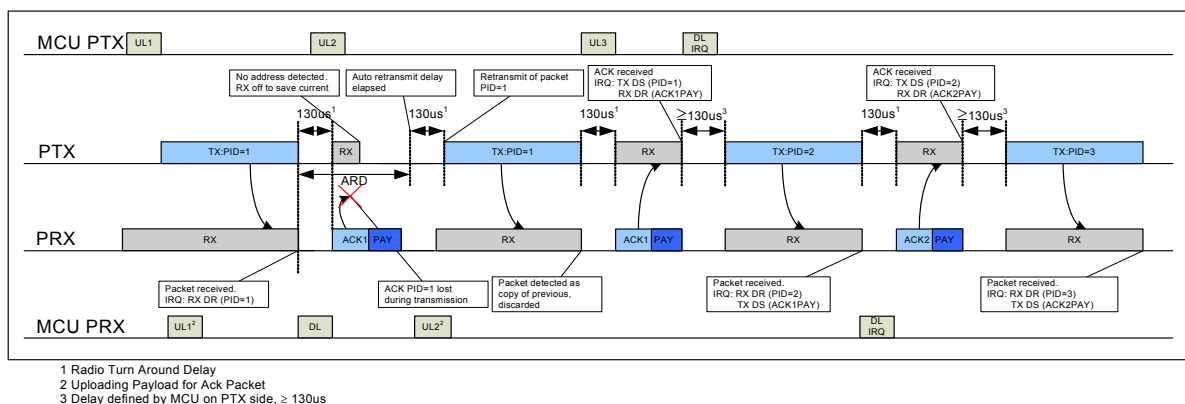 MCU PTX
UL1
UL2
UL3
DL
IRQ
No address detected.
RX off to save current
Auto retransmit delay
elapsed
Retransmit of packet
PID=1
ACK received
IRQ: TX DS (PID=1)
RX DR (ACK1PAY)
ACK received
IRQ: TX DS (PID=2)
RX DR (ACK2PAY)
130us¹
130us¹
130us¹
≥130us³
130us¹
≥130us³
PTX
TX:PID=1
RX
TX:PID=1
RX
TX:PID=2
RX
TX:PID=3
ARD
PRX
RX
ACK1 PAY
RX
ACK1 PAY
RX
ACK2 PAY
RX
Packet received.
IRQ: RX DR (PID=1)
ACK PID=1 lost
during transmission
Packet detected as
copy of previous,
discarded
Packet received.
IRQ: RX DR (PID=2)
TX DS (ACK1PAY)
Packet received.
IRQ: RX DR (PID=3)
TX DS (ACK2PAY)
MCU PRX
UL1²
DL
UL2²
DL
IRQ
1 Radio Turn Around Delay
2 Uploading Payload for Ack Packet
3 Delay defined by MCU on PTX side, ≥ 130us